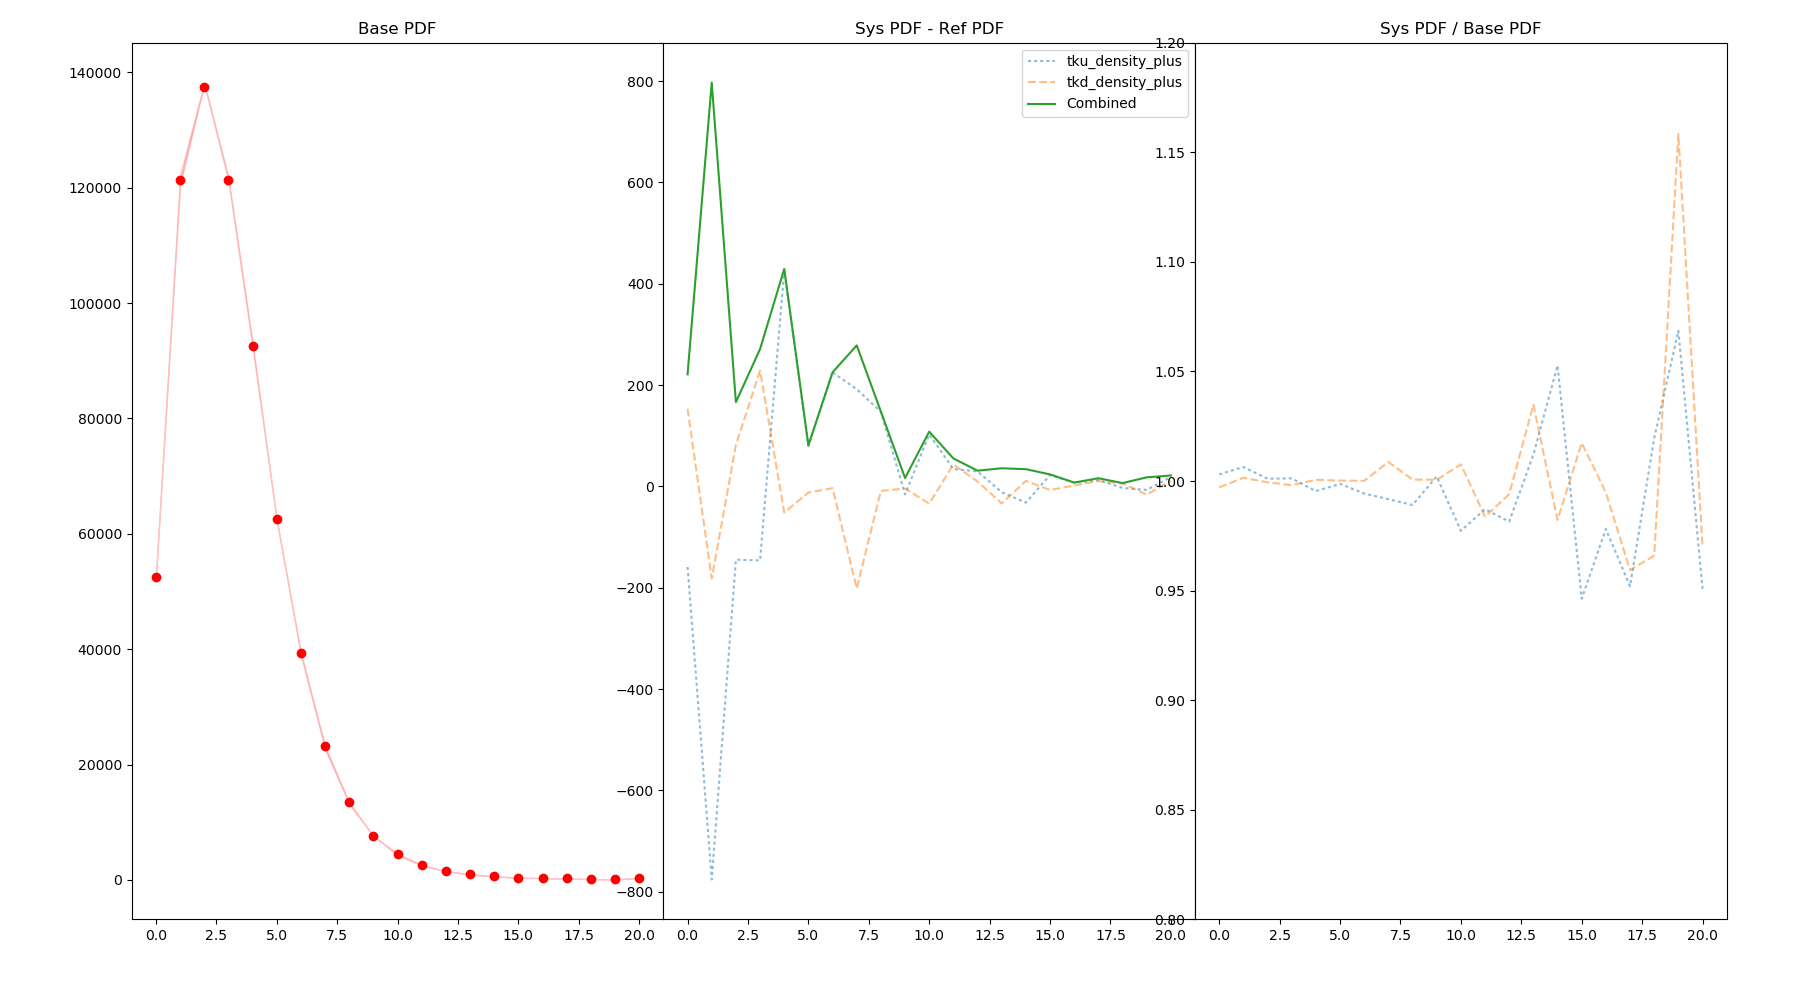 Base PDF
Sys PDF - Ref PDF
Sys PDF / Base PDF
140000
120000
100000
80000
60000
40000
20000
0
0.0 2.5 5.0 7.5 10.0 12.5 15.0 17.5 20.0
800
600
400
200
0
−200
−400
−600
−800
0.0 2.5 5.0 7.5 10.0 12.5 15.0 17.5 20.0
tku_density_plus
tkd_density_plus
Combined
1.20
1.15
1.10
1.05
1.00
0.95
0.90
0.85
0.80
0.0 2.5 5.0 7.5 10.0 12.5 15.0 17.5 20.0